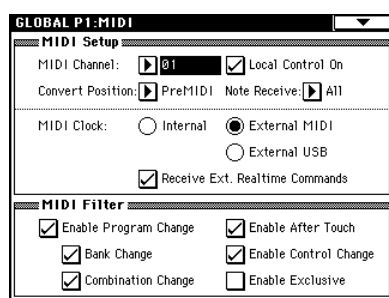 GLOBAL P1:MIDI
MIDI Setup
MIDI Channel: 01 Local Control On
Convert Position: PreMIDI Note Receive: All
MIDI Clock: Internal External MIDI
External USB
Receive Ext. Realtime Commands
MIDI Filter
Enable Program Change Enable After Touch
Bank Change Enable Control Change
Combination Change Enable Exclusive